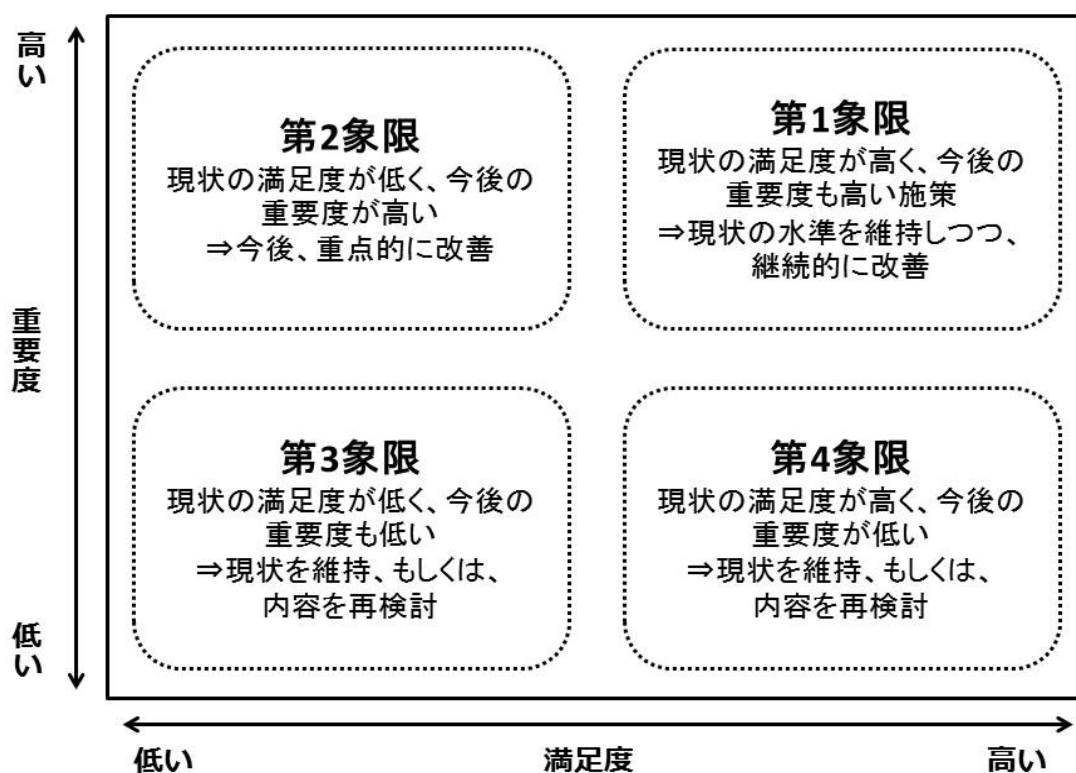 高い
重要度
低い
第2象限
現状の満足度が低く、今後の
重要度が高い
⇒今後、重点的に改善
第1象限
現状の満足度が高く、今後の
重要度も高い施策
⇒現状の水準を維持しつつ、
継続的に改善
第3象限
現状の満足度が低く、今後の
重要度も低い
⇒現状を維持、もしくは、
内容を再検討
第4象限
現状の満足度が高く、今後の
重要度が低い
⇒現状を維持、もしくは、
内容を再検討
低い
満足度
高い